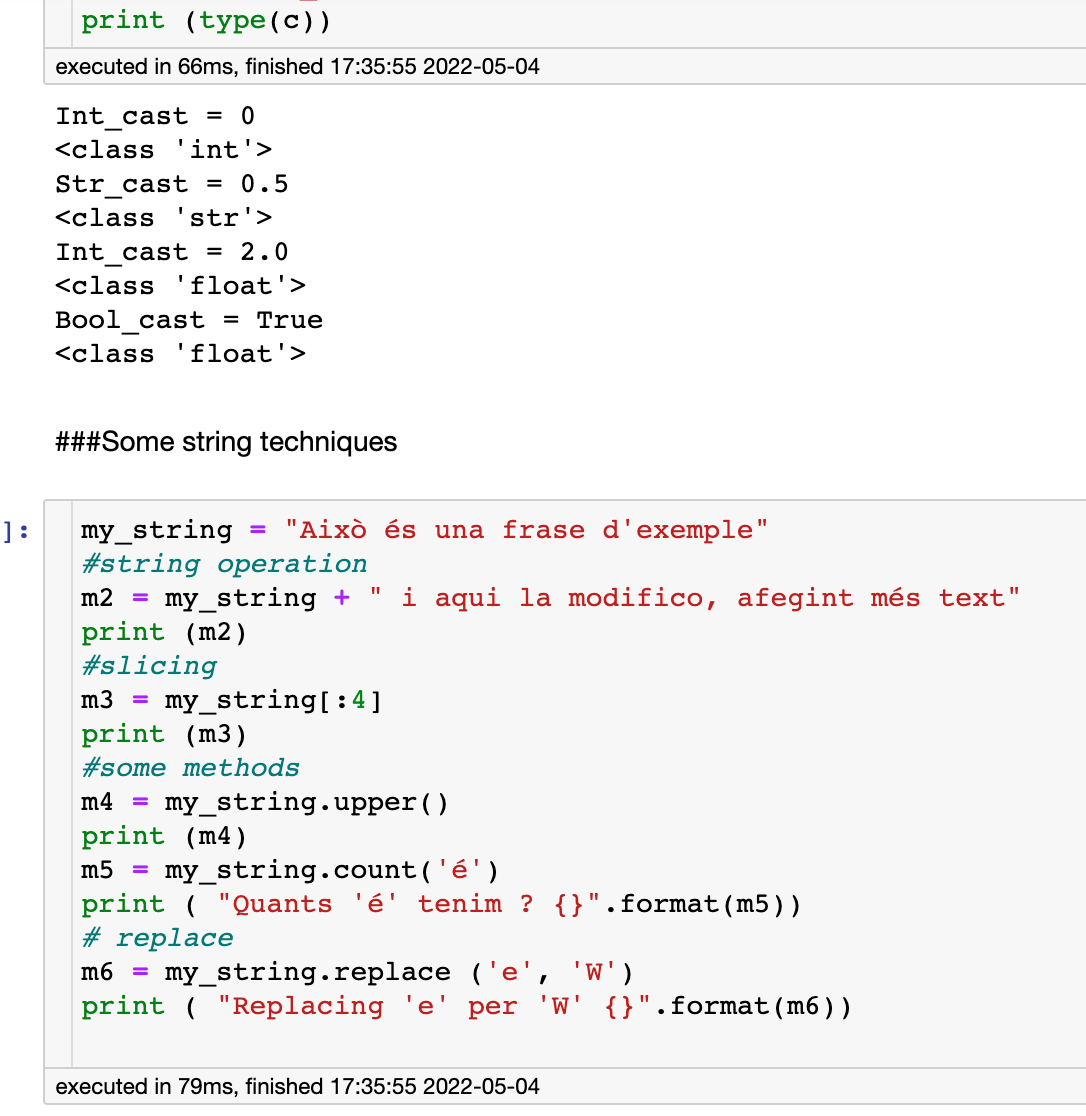 print (type(c))
executed in 66ms, finished 17:35:55 2022-05-04
Int_cast = 0
<class 'int'>
Str_cast = 0.5
<class 'str'>
Int_cast = 2.0
<class 'float'>
Bool_cast = True
<class 'float'>
###Some string techniques
]: my_string = "Això és una frase d'exemple"
#string operation
m2 = my_string + " i aqui la modifico, afegint més text"
print (m2)
#slicing
m3 = my_string[:4]
print (m3)
#some methods
m4 = my_string.upper()
print (m4)
m5 = my_string.count('é')
print ( "Quants 'é' tenim ? {}".format(m5))
# replace
m6 = my_string.replace ('e', 'W')
print ( "Replacing 'e' per 'W' {}".format(m6))
executed in 79ms, finished 17:35:55 2022-05-04